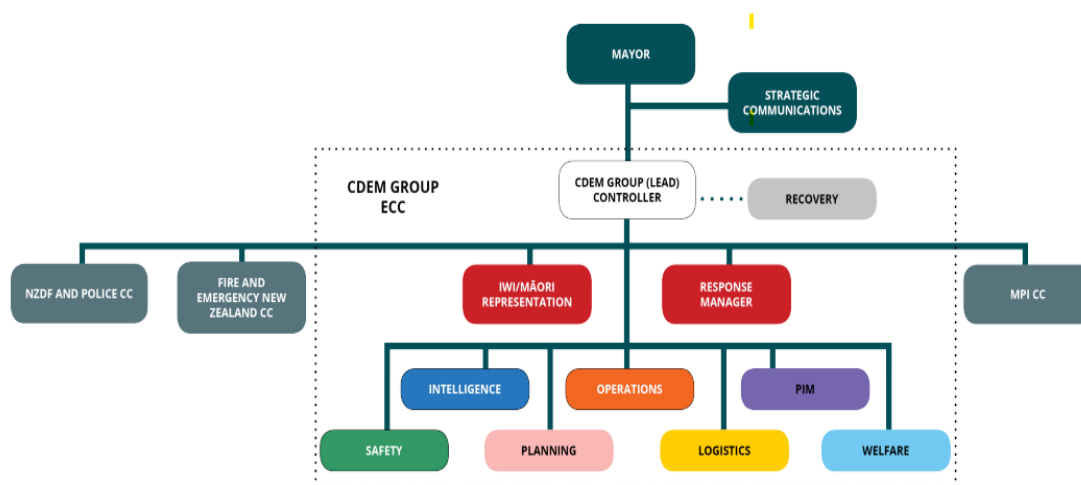 MAYOR
STRATEGIC
COMMUNICATIONS
CDEM GROUP
ECC
CDEM GROUP (LEAD)
CONTROLLER
RECOVERY
NZDF AND POLICE CC
FIRE AND
EMERGENCY NEW
ZEALAND CC
IWI/MĀORI
REPRESENTATION
RESPONSE
MANAGER
MPI CC
INTELLIGENCE
OPERATIONS
PIM
SAFETY
PLANNING
LOGISTICS
WELFARE